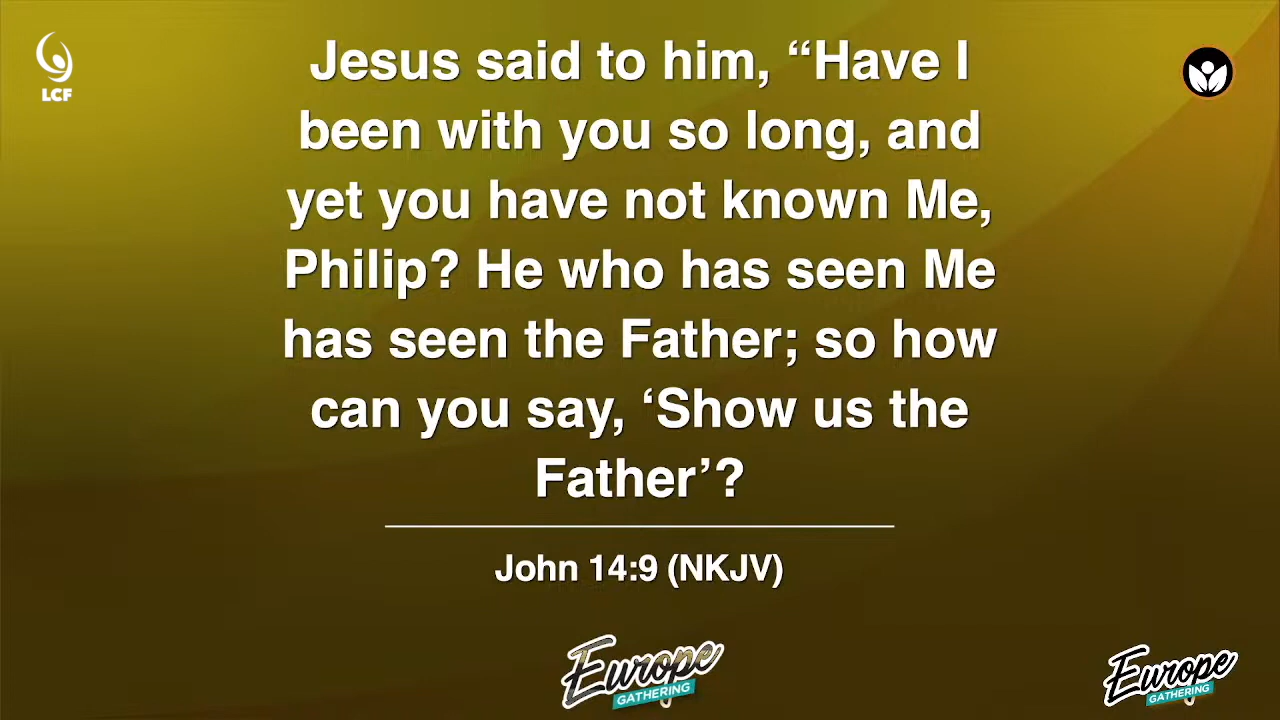 LCF
Jesus said to him, “Have I
been with you so long, and
yet you have not known Me,
Philip? He who has seen Me
has seen the Father; so how
can you say, ‘Show us the
Father’?
John 14:9 (NKJV)
Europe
GATHERING
Europe
GATHERING